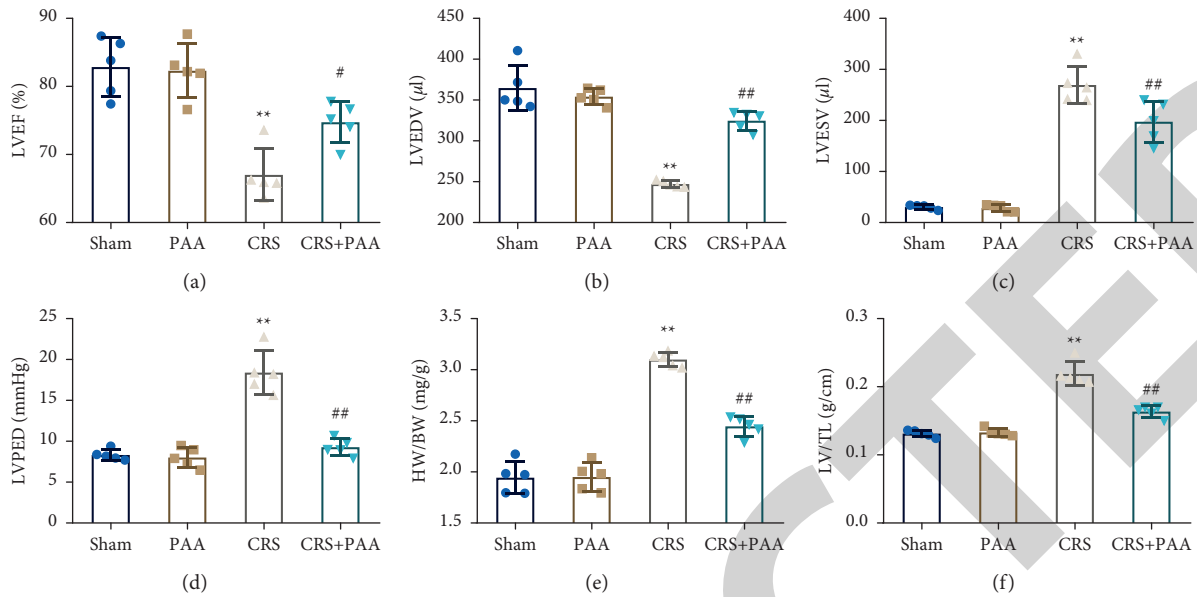 90
80
70
60
LVEF (%)
**
#
Sham PAA CRS CRS+PAA
(a)
400
350
300
250
200
LVEDV (μl)
**
##
Sham PAA CRS CRS+PAA
(b)
400
300
200
100
0
LVESV (μl)
**
##
Sham PAA CRS CRS+PAA
(c)
25
20
15
10
5
0
LVPED (mmHg)
**
##
Sham PAA CRS CRS+PAA
(d)
3.5
3.0
2.5
2.0
1.5
HW/BW (mg/g)
**
##
Sham PAA CRS CRS+PAA
(e)
0.3
0.2
0.1
0.0
LV/TL (g/cm)
**
##
Sham PAA CRS CRS+PAA
(f)